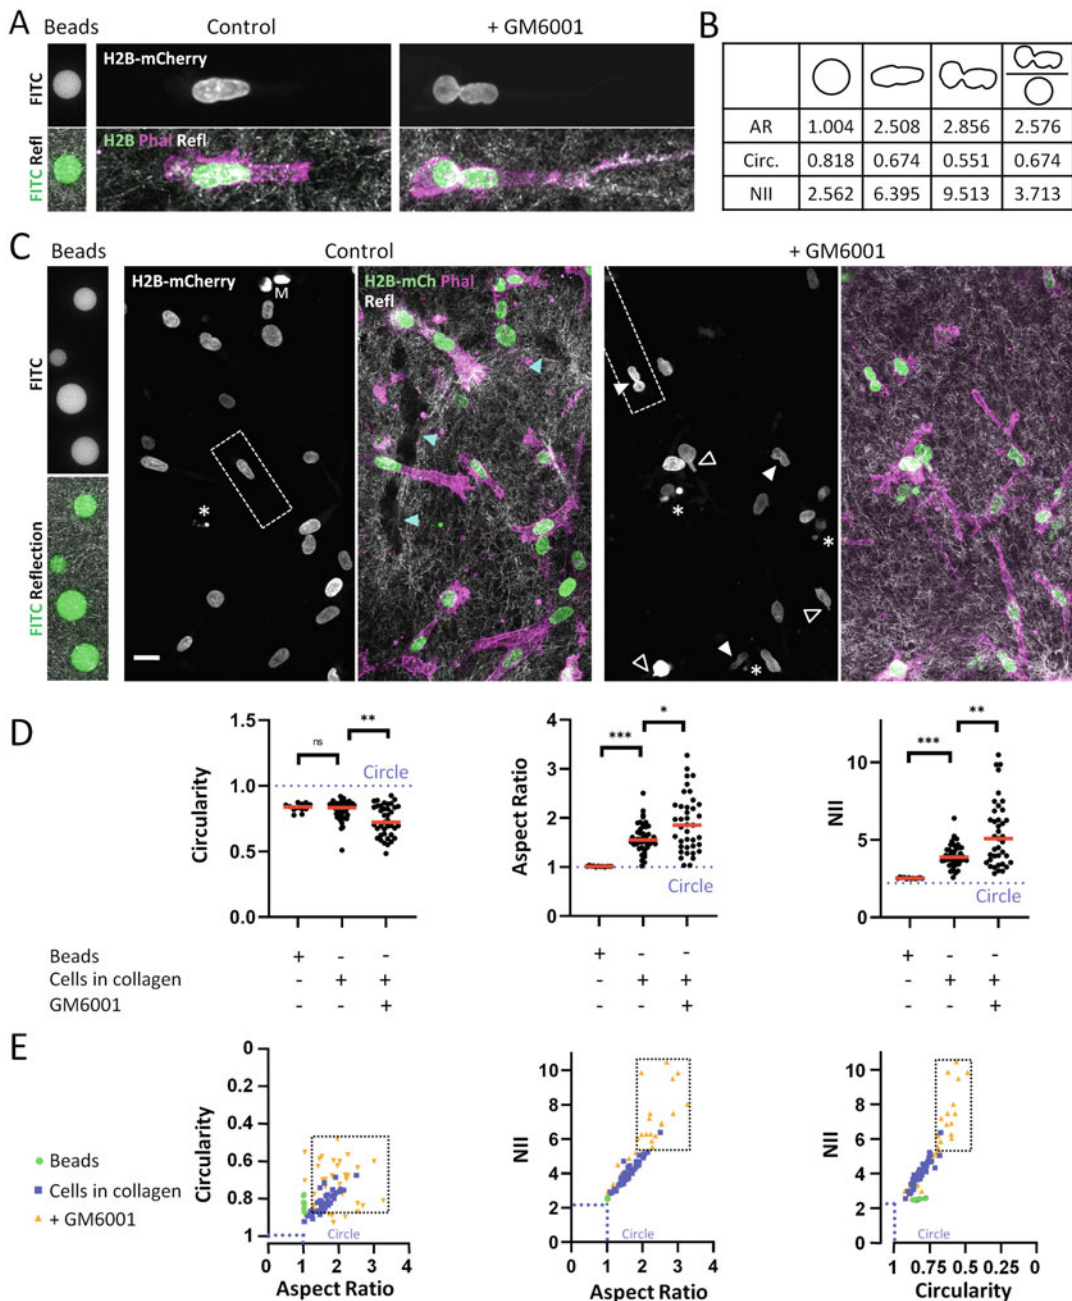 A
Beads
Control
+ GM6001
FITC
H2B-mCherry
FITC Refl
H2B Phal Refl
B
AR 1.004 2.508 2.856 2.576
Circ. 0.818 0.674 0.551 0.674
NII 2.562 6.395 9.513 3.713
C
Beads
Control
+ GM6001
FITC
H2B-mCherry
M
H2B-mCh Phal
Refl
*
*
*
*
FITC Reflection
D
Circularity
1.5
1.0
0.5
0.0
ns
**
Circle
Aspect Ratio
4
3
2
1
0
***
*
Circle
NII
10
5
0
***
**
Circle
Beads + - - + - - + - -
Cells in collagen - + + - + + - + +
GM6001 - - + - - + - - +
E
Beads
Cells in collagen
+ GM6001
Circularity
0
0.2
0.4
0.6
0.8
1
Circle
0 1 2 3 4
Aspect Ratio
NII
10
8
6
4
2
0
Circle
0 1 2 3 4
Aspect Ratio
NII
10
8
6
4
2
0
Circle
1 0.75 0.5 0.25 0
Circularity